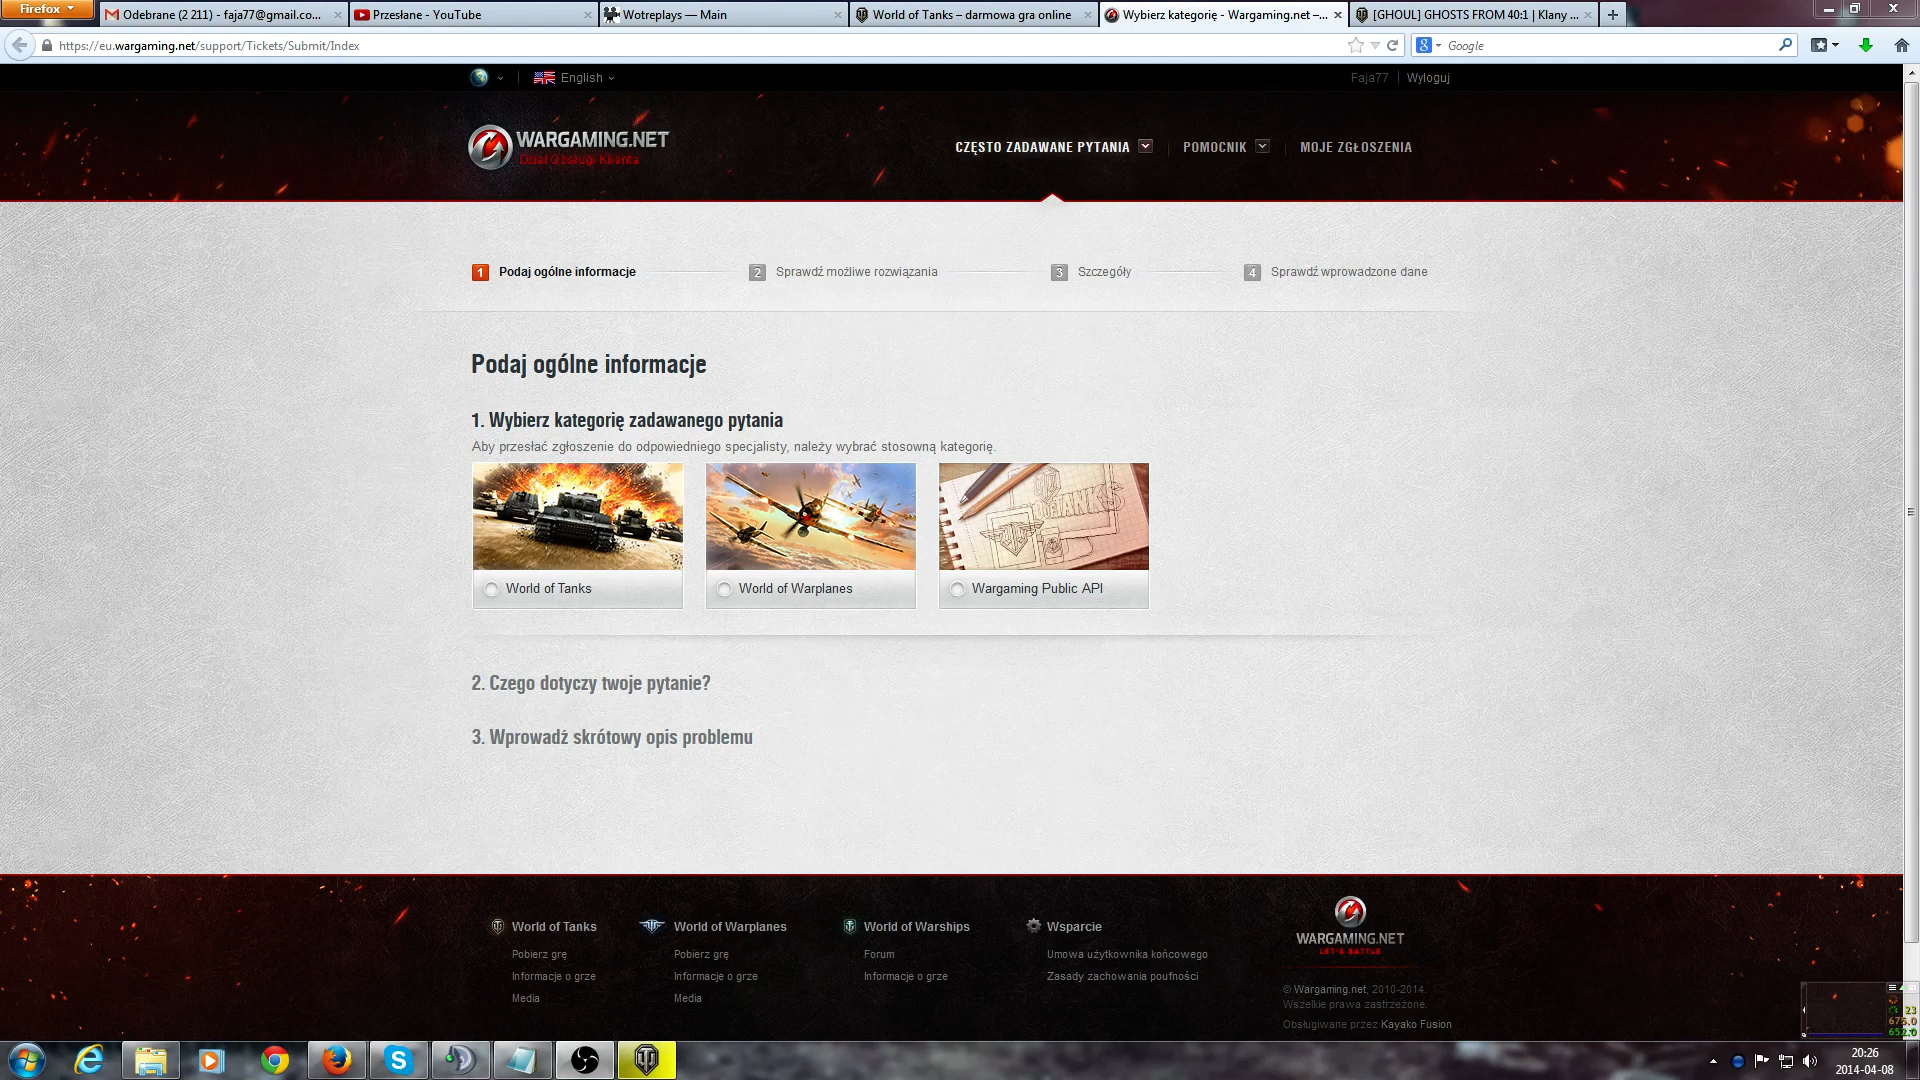 Firefox
Odebrane (2 211) - faja77@gmail.co...
Przesłane - YouTube
Wotreplays — Main
World of Tanks – darmowa gra online
Wybierz kategorię - Wargaming.net –...
[GHOUL] GHOSTS FROM 40:1 | Klany ...
https://eu.wargaming.net/support/Tickets/Submit/Index
Google
English
Faja77
Wyloguj
WARGAMING.NET
Dział Obsługi Klienta
CZĘSTO ZADAWANE PYTANIA
POMOCNIK
MOJE ZGŁOSZENIA
1 Podaj ogólne informacje
2 Sprawdź możliwe rozwiązania
3 Szczegóły
4 Sprawdź wprowadzone dane
Podaj ogólne informacje
1. Wybierz kategorię zadawanego pytania
Aby przesłać zgłoszenie do odpowiedniego specjalisty, należy wybrać stosowną kategorię.
TANKS
World of Tanks
World of Warplanes
Wargaming Public API
2. Czego dotyczy twoje pytanie?
3. Wprowadź skrótowy opis problemu
World of Tanks
Pobierz grę
Informacje o grze
Media
World of Warplanes
Pobierz grę
Informacje o grze
Media
World of Warships
Forum
Informacje o grze
Wsparcie
Umowa użytkownika końcowego
Zasady zachowania poufności
WARGAMING.NET
LET'S BATTLE
© Wargaming.net, 2010-2014.
Wszelkie prawa zastrzeżone.
Obsługiwane przez Kayako Fusion
23
675.0
652.0
20:26
2014-04-08